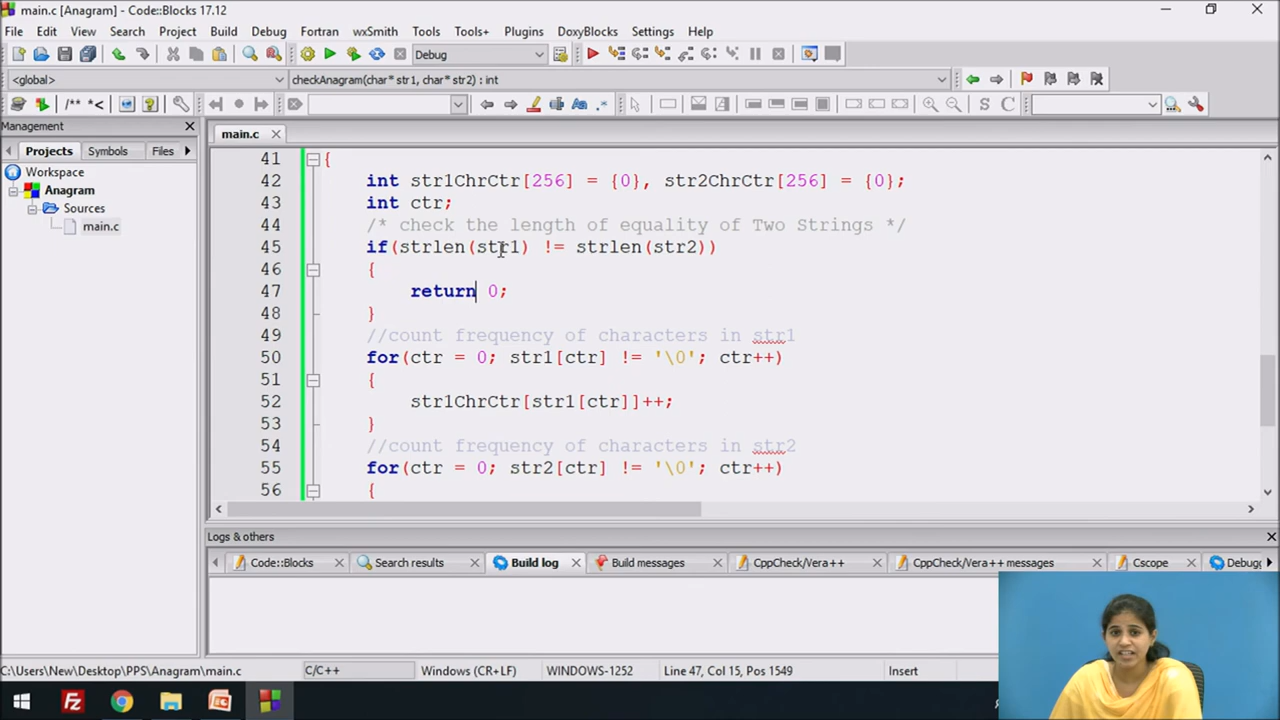 main.c [Anagram] - Code::Blocks 17.12
File Edit View Search Project Build Debug Fortran wxSmith Tools Tools+ Plugins DoxyBlocks Settings Help
Debug
<global> checkAnagram(char* str1, char* str2) : int
/** *< Aa .* S C
Management
main.c
Projects Symbols Files
Workspace
Anagram
Sources
main.c
41 {
42 int str1ChrCtr[256] = {0}, str2ChrCtr[256] = {0};
43 int ctr;
44 /* check the length of equality of Two Strings */
45 if(strlen(str1) != strlen(str2))
46 {
47 return 0;
48 }
49 //count frequency of characters in str1
50 for(ctr = 0; str1[ctr] != '\0'; ctr++)
51 {
52 str1ChrCtr[str1[ctr]]++;
53 }
54 //count frequency of characters in str2
55 for(ctr = 0; str2[ctr] != '\0'; ctr++)
56 {
Logs & others
Code::Blocks Search results Build log Build messages CppCheck/Vera++ CppCheck/Vera++ messages Cscope Debugg
C:\Users\New\Desktop\PPS\Anagram\main.c C/C++ Windows (CR+LF) WINDOWS-1252 Line 47, Col 15, Pos 1549 Insert